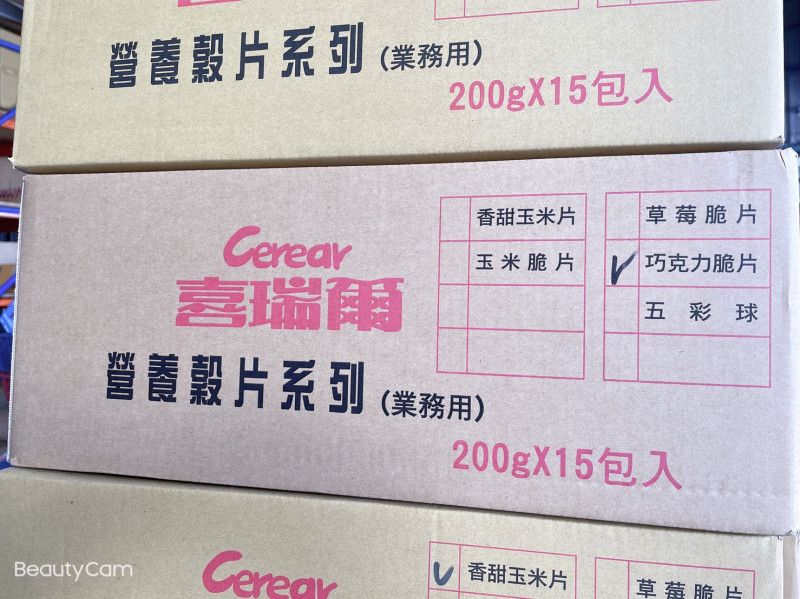 營養穀片系列(業務用)
200gX15包入
Cerear
喜瑞爾
營養穀片系列(業務用)
200gX15包入
香甜玉米片
玉米脆片
草莓脆片
✓ 巧克力脆片
五彩球
Cerear
✓ 香甜玉米片
草莓脆片
BeautyCam